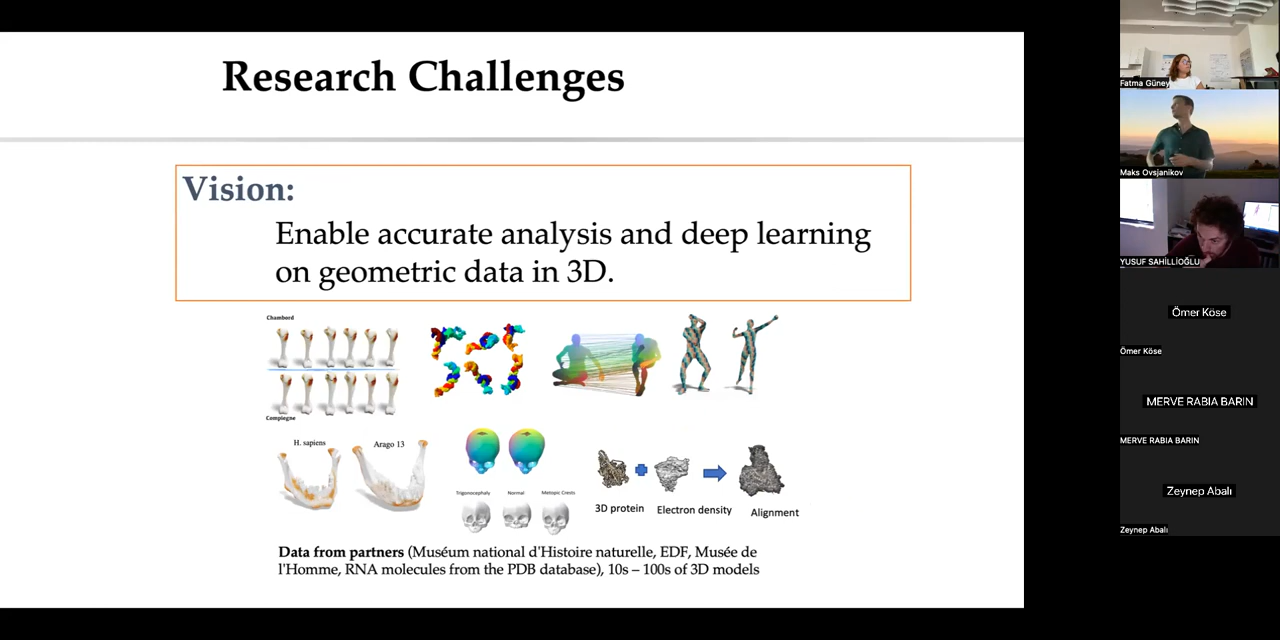 Research Challenges
Vision:
Enable accurate analysis and deep learning
on geometric data in 3D.
Chambord
Compiegne
H. sapiens
Arago 13
Trigonocephaly
Normal
Metopic Crests
3D protein
Electron density
Alignment
Data from partners (Muséum national d'Histoire naturelle, EDF, Musée de
l'Homme, RNA molecules from the PDB database), 10s – 100s of 3D models
Fatma Güney
Maks Ovsjanikov
YUSUF SAHİLLİOĞLU
Ömer Köse
Ömer Köse
MERVE RABIA BARIN
MERVE RABIA BARIN
Zeynep Abalı
Zeynep Abalı